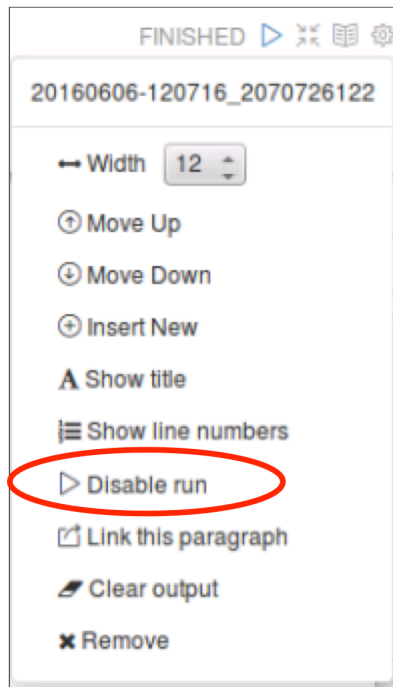 FINISHED
20160606-120716_2070726122
Width 12
Move Up
Move Down
Insert New
A Show title
Show line numbers
Disable run
Link this paragraph
Clear output
Remove